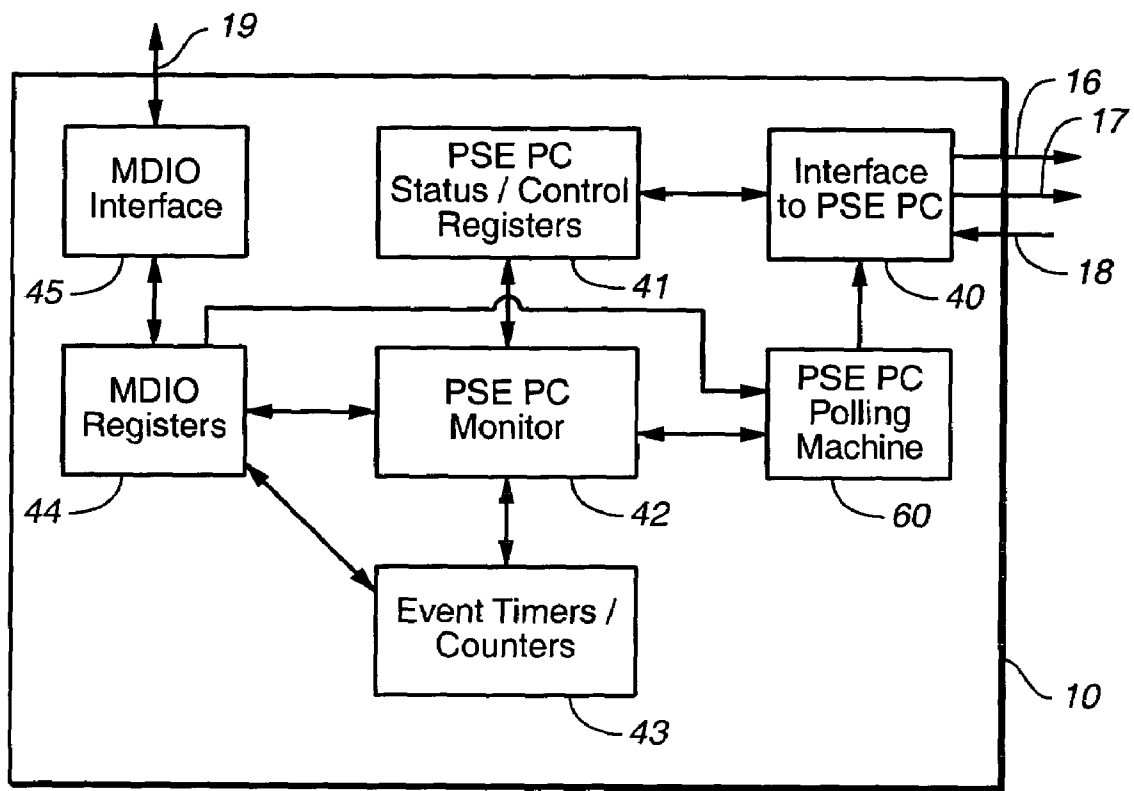 19
16
17
MDIO
Interface
PSE PC
Status / Control
Registers
Interface
to PSE PC
18
45
41
40
MDIO
Registers
PSE PC
Monitor
PSE PC
Polling
Machine
44
42
60
Event Timers /
Counters
10
43